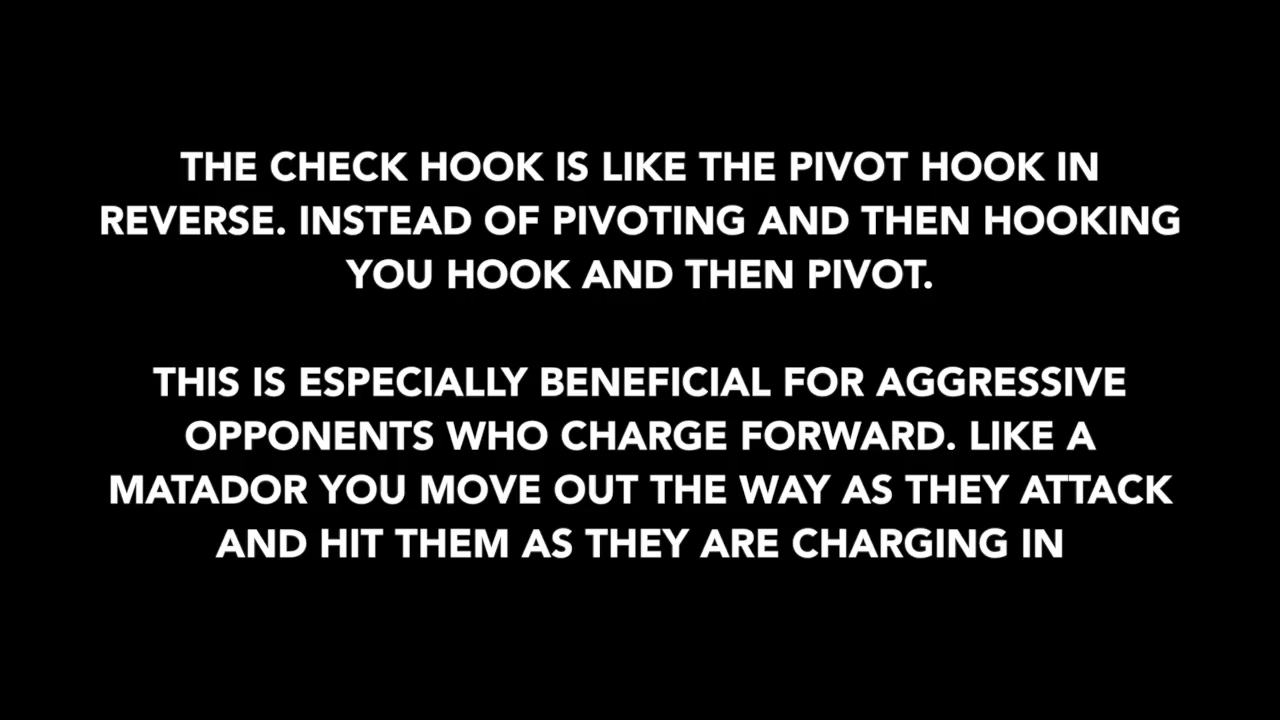 THE CHECK HOOK IS LIKE THE PIVOT HOOK IN
REVERSE. INSTEAD OF PIVOTING AND THEN HOOKING
YOU HOOK AND THEN PIVOT.
THIS IS ESPECIALLY BENEFICIAL FOR AGGRESSIVE
OPPONENTS WHO CHARGE FORWARD. LIKE A
MATADOR YOU MOVE OUT THE WAY AS THEY ATTACK
AND HIT THEM AS THEY ARE CHARGING IN